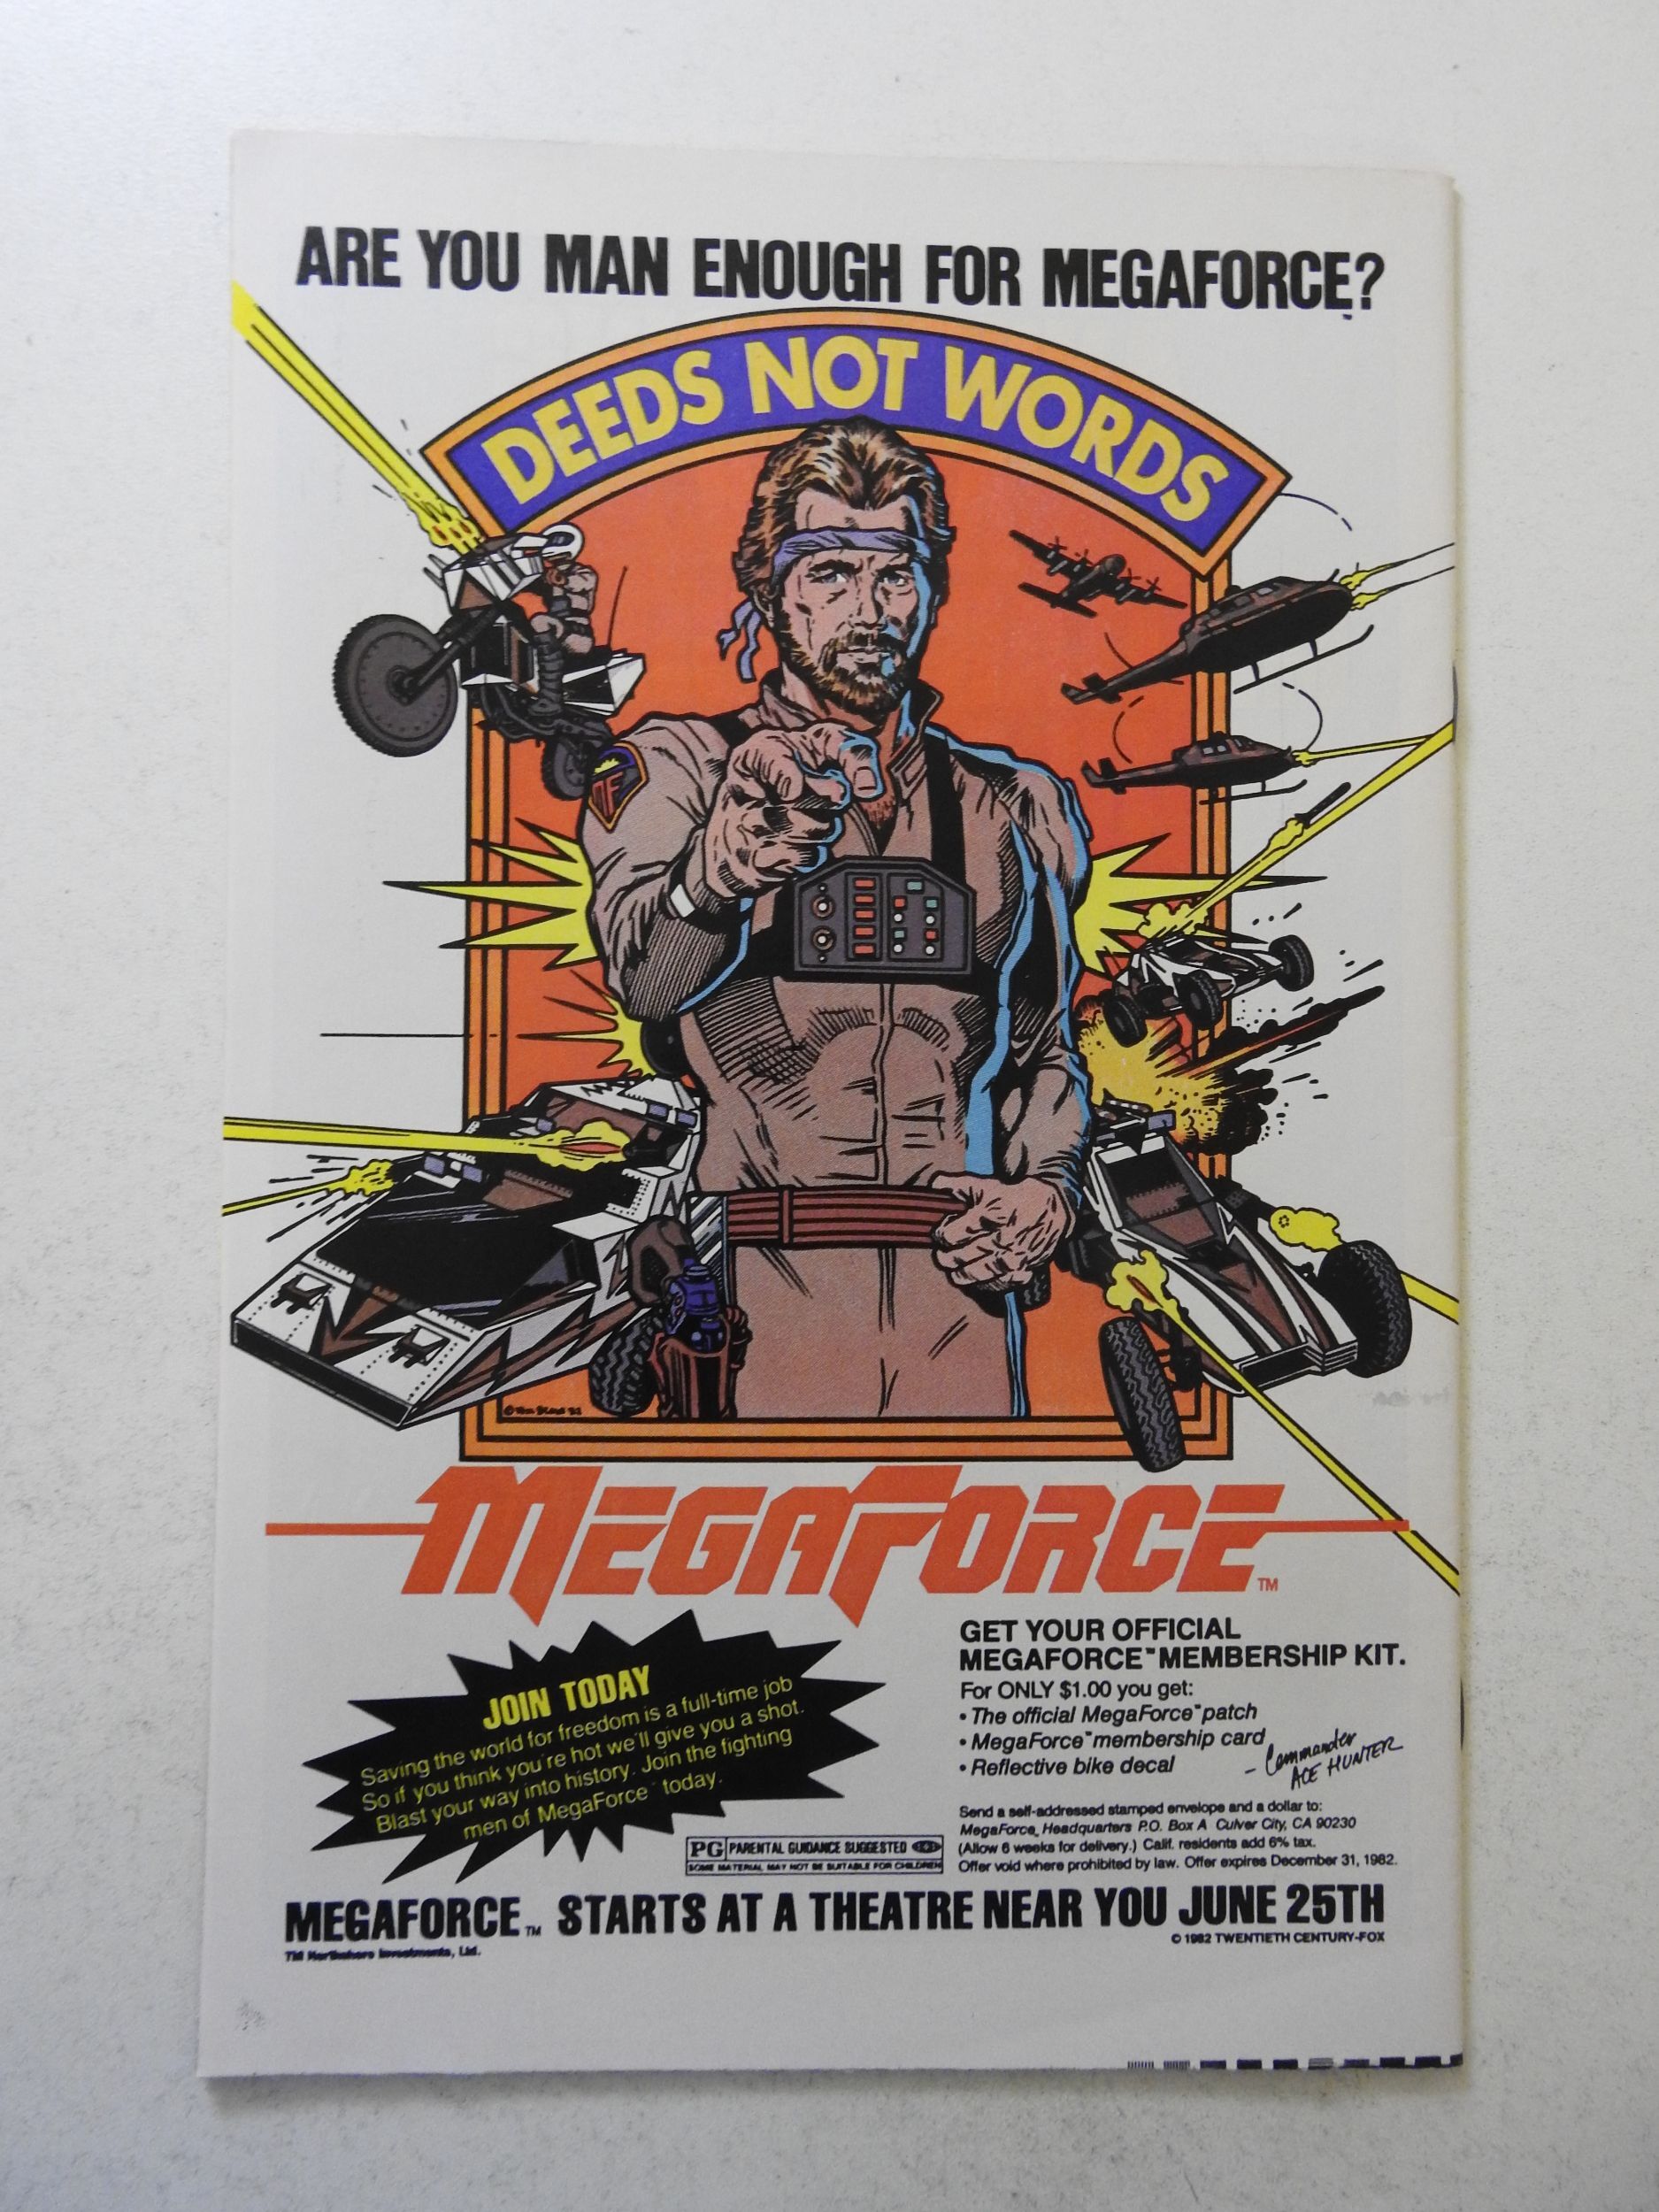 ARE YOU MAN ENOUGH FOR MEGAFORCE?
DEEDS NOT WORDS
MF
MEGAFORCE™
JOIN TODAY
Saving the world for freedom is a full-time job
So if you think you're hot we'll give you a shot.
Blast your way into history. Join the fighting
men of MegaForce™ today.
GET YOUR OFFICIAL
MEGAFORCE™ MEMBERSHIP KIT.
For ONLY $1.00 you get:
• The official MegaForce™ patch
• MegaForce™ membership card
• Reflective bike decal
- Commander
ACE HUNTER
Send a self-addressed stamped envelope and a dollar to:
MegaForce™ Headquarters P.O. Box A Culver City, CA 90230
(Allow 6 weeks for delivery.) Calif. residents add 6% tax.
Offer void where prohibited by law. Offer expires December 31, 1982.
PG PARENTAL GUIDANCE SUGGESTED
SOME MATERIAL MAY NOT BE SUITABLE FOR CHILDREN
MEGAFORCE™ STARTS AT A THEATRE NEAR YOU JUNE 25TH
TM Northshore Investments, Ltd.
© 1982 TWENTIETH CENTURY-FOX